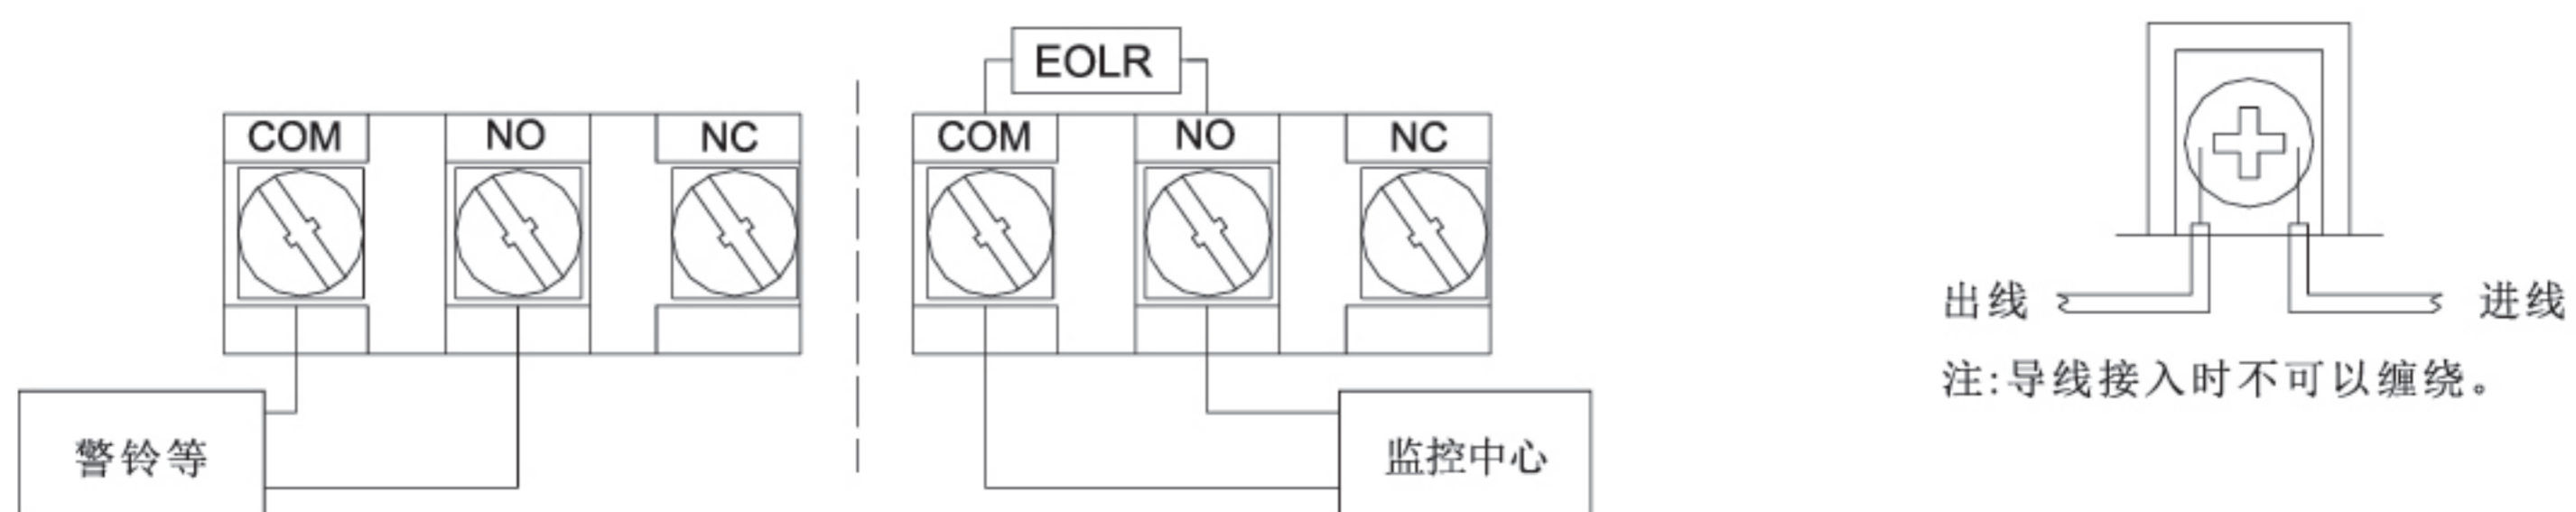 EOLR
COM NO NC
COM NO NC
警铃等
监控中心
出线
进线
注:导线接入时不可以缠绕。